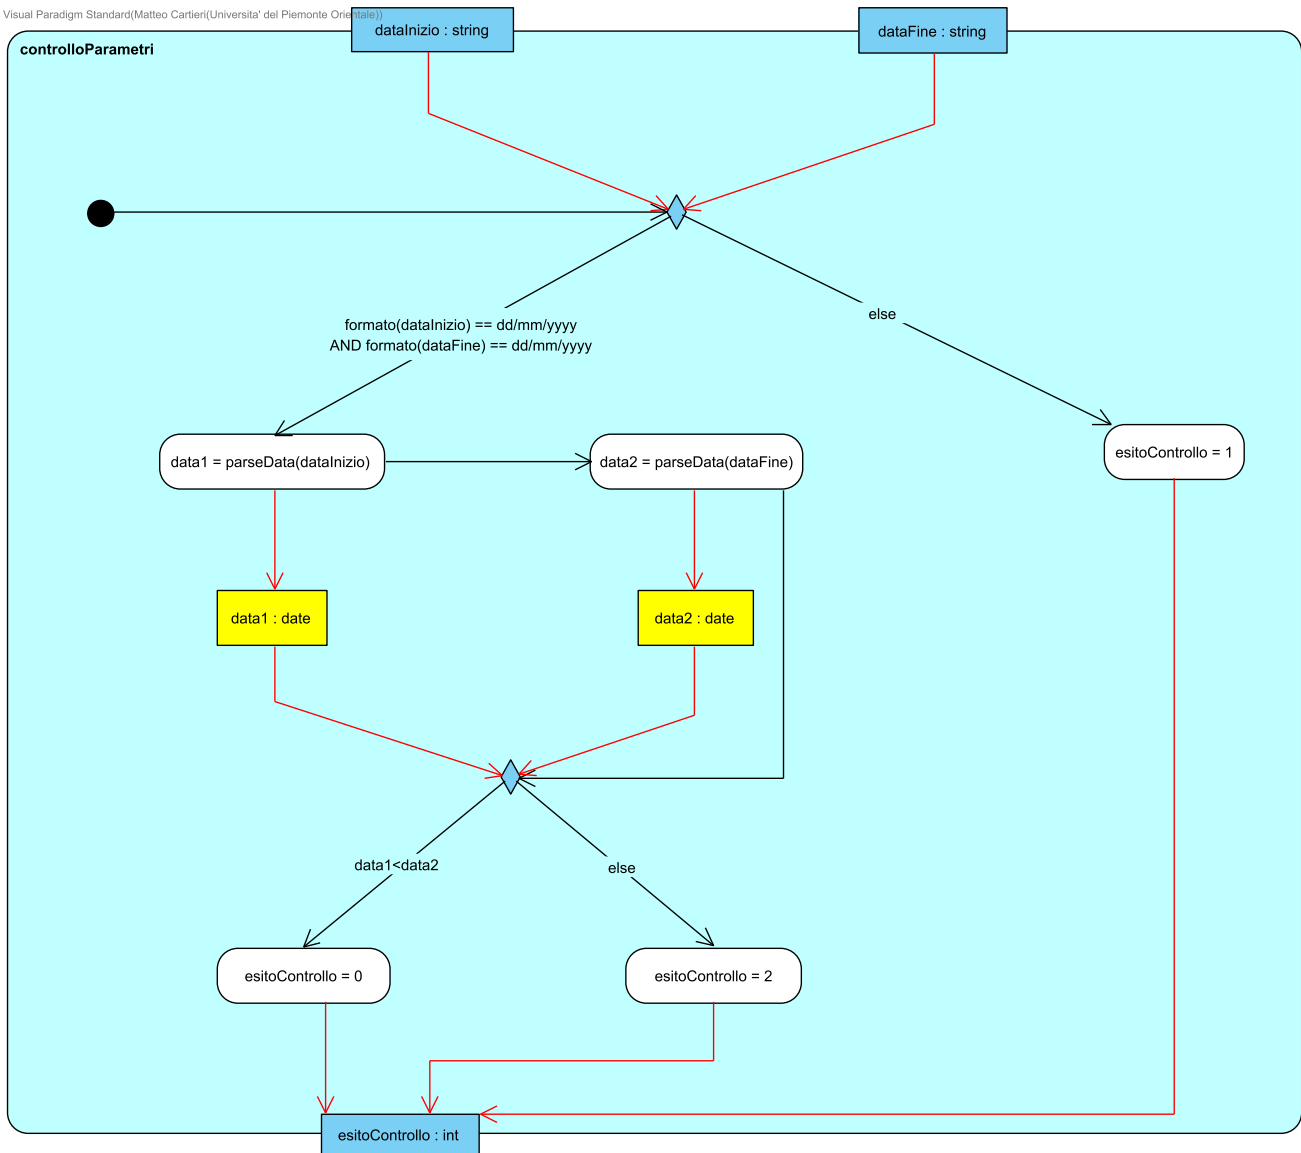 Visual Paradigm Standard(Matteo Cartieri(Universita' del Piemonte Orientale))
dataInizio : string
dataFine : string
controlloParametri
else
formato(dataInizio) == dd/mm/yyyy
AND formato(dataFine) == dd/mm/yyyy
data1 = parseData(dataInizio)
data2 = parseData(dataFine)
esitoControllo = 1
data1 : date
data2 : date
data1<data2
else
esitoControllo = 0
esitoControllo = 2
esitoControllo : int